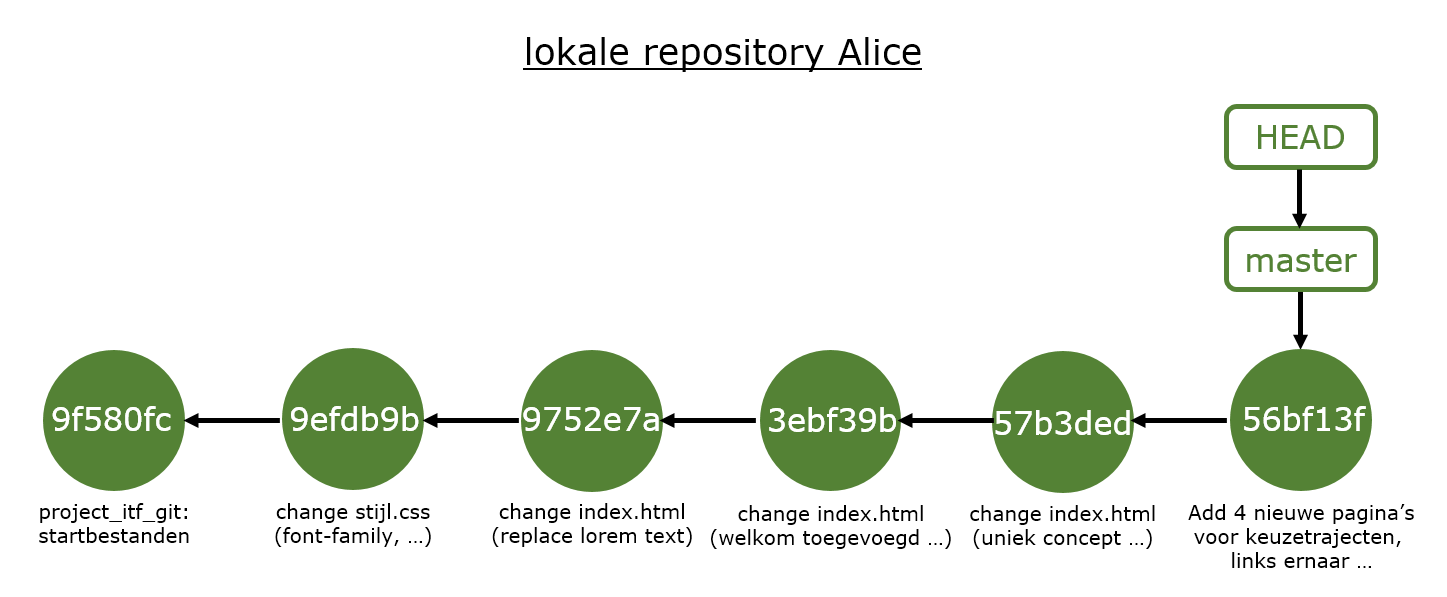 lokale repository Alice
HEAD
master
9f580fc
9efdb9b
9752e7a
3ebf39b
57b3ded
56bf13f
project_itf_git:
startbestanden
change stijl.css
(font-family, …)
change index.html
(replace lorem text)
change index.html
(welkom toegevoegd …)
change index.html
(uniek concept …)
Add 4 nieuwe pagina’s
voor keuzetrajecten,
links ernaar …